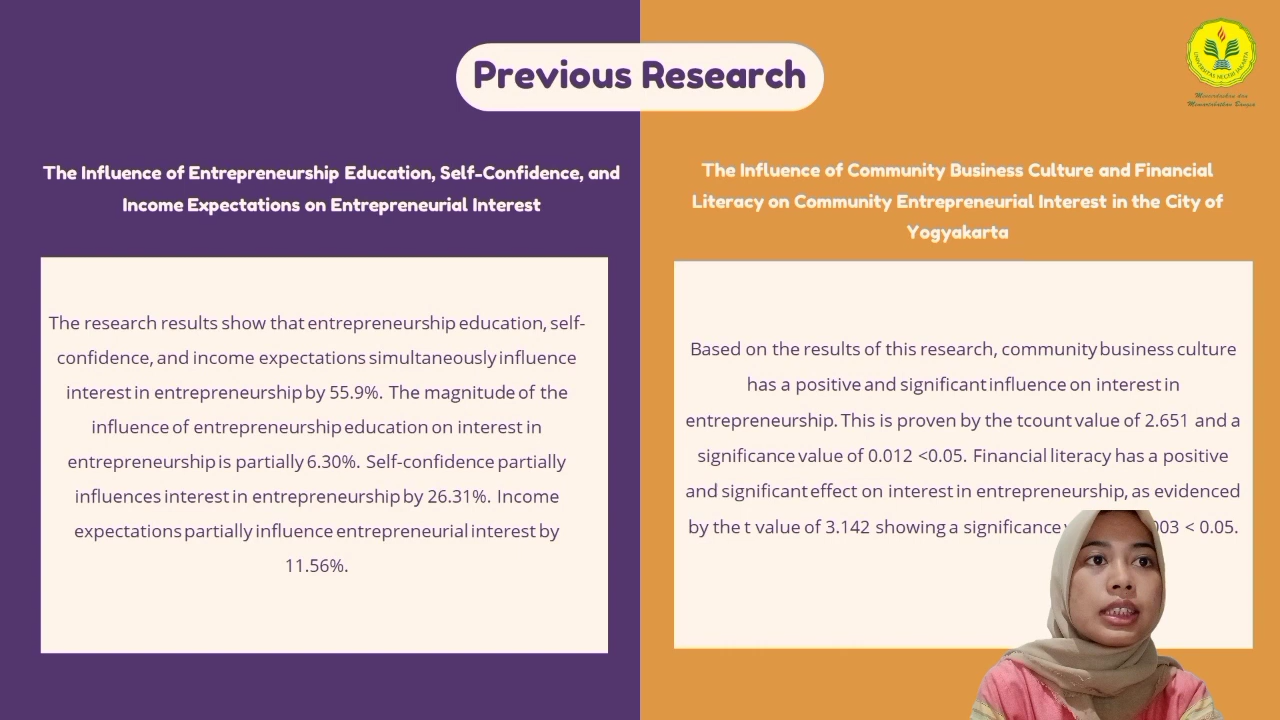 Previous Research
The Influence of Entrepreneurship Education, Self-Confidence, and
Income Expectations on Entrepreneurial Interest
The research results show that entrepreneurship education, self-
confidence, and income expectations simultaneously influence
interest in entrepreneurship by 55.9%. The magnitude of the
influence of entrepreneurship education on interest in
entrepreneurship is partially 6.30%. Self-confidence partially
influences interest in entrepreneurship by 26.31%. Income
expectations partially influence entrepreneurial interest by
11.56%.
The Influence of Community Business Culture and Financial
Literacy on Community Entrepreneurial Interest in the City of
Yogyakarta
Based on the results of this research, community business culture
has a positive and significant influence on interest in
entrepreneurship. This is proven by the tcount value of 2.651 and a
significance value of 0.012 <0.05. Financial literacy has a positive
and significant effect on interest in entrepreneurship, as evidenced
by the t value of 3.142 showing a significance 003 < 0.05.
UNIVERSITAS NEGERI JAKARTA
Mencerdaskan dan
Memartabatkan Bangsa